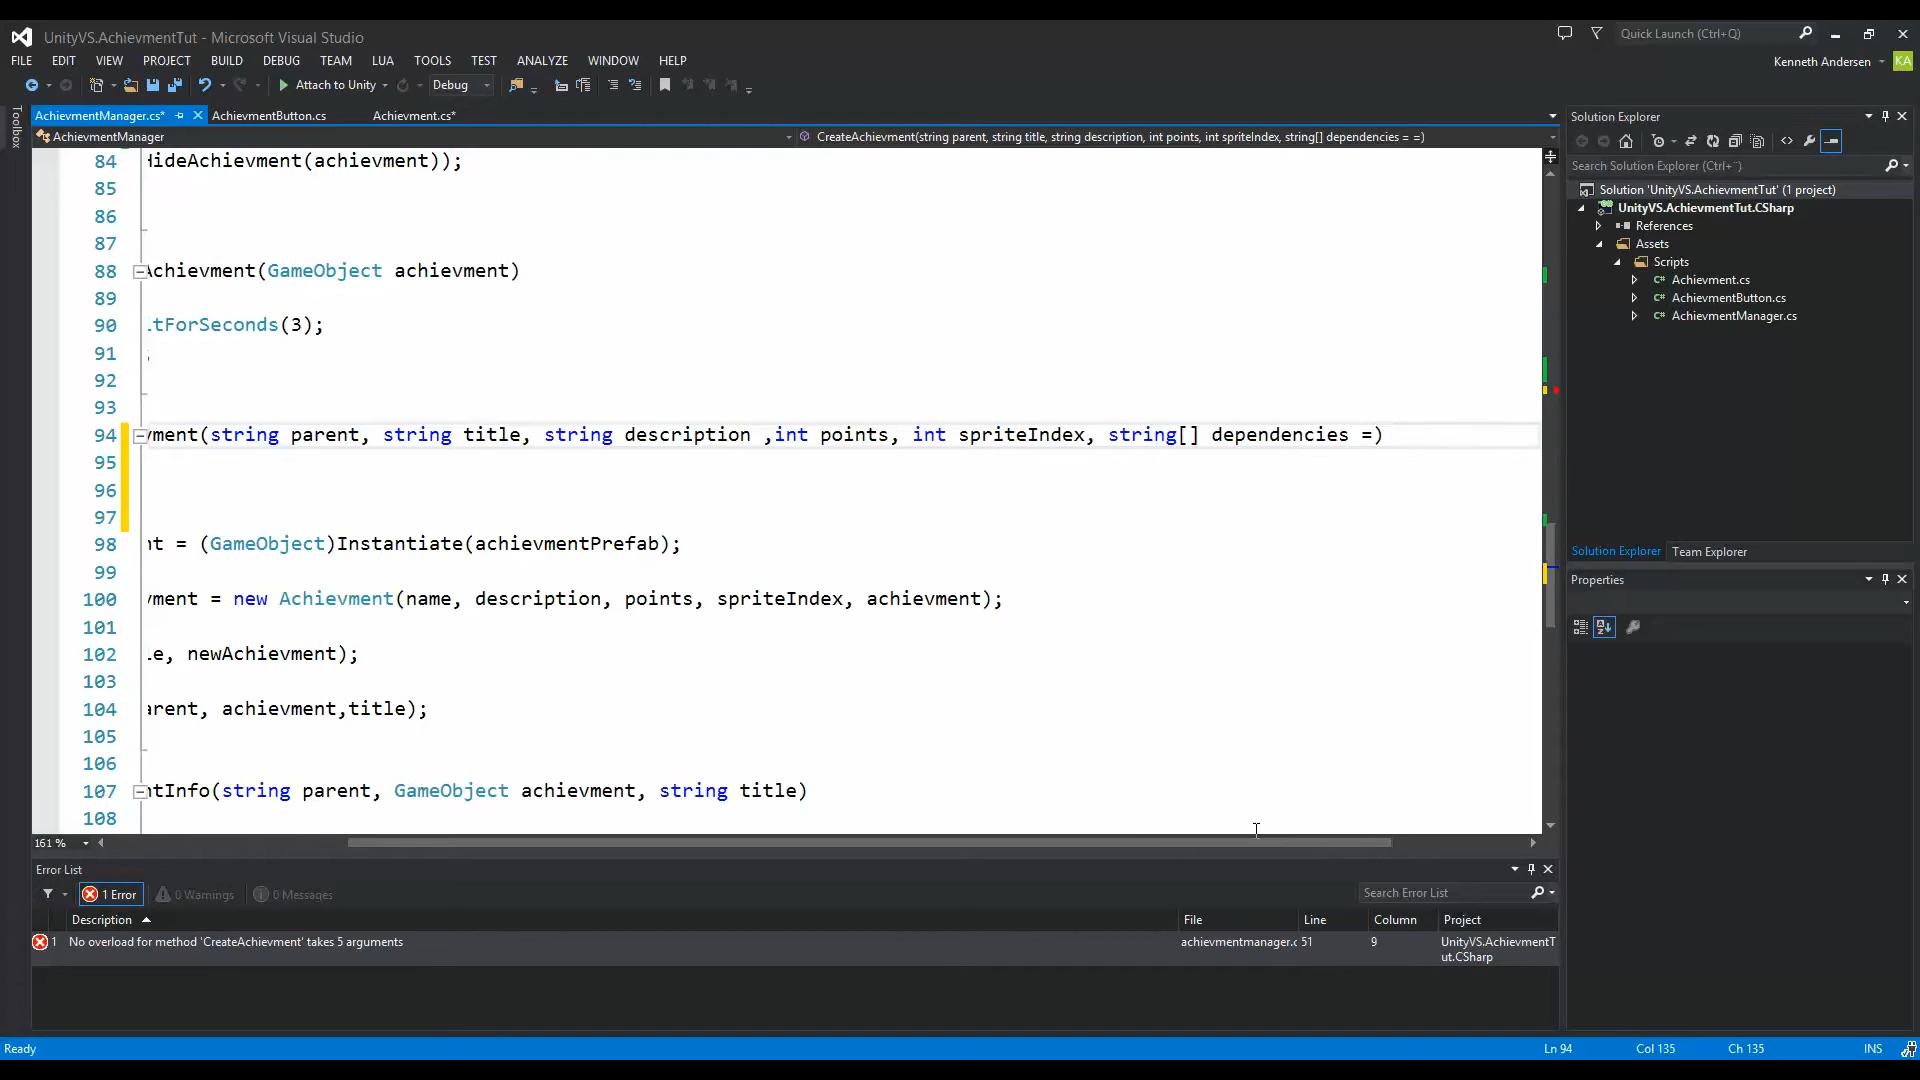 UnityVS.AchievmentTut - Microsoft Visual Studio
Quick Launch (Ctrl+Q)
FILE EDIT VIEW PROJECT BUILD DEBUG TEAM LUA TOOLS TEST ANALYZE WINDOW HELP
Kenneth Andersen
KA
Attach to Unity
Debug
Toolbox
AchievmentManager.cs*
AchievmentButton.cs
Achievment.cs*
AchievmentManager
CreateAchievment(string parent, string title, string description, int points, int spriteIndex, string[] dependencies = =)
84 HideAchievment(achievment));
85
86
87
88 Achievment(GameObject achievment)
89
90 itForSeconds(3);
91 ;
92
93
94 vment(string parent, string title, string description ,int points, int spriteIndex, string[] dependencies =)
95
96
97
98 nt = (GameObject)Instantiate(achievmentPrefab);
99
100 vment = new Achievment(name, description, points, spriteIndex, achievment);
101
102 le, newAchievment);
103
104 arent, achievment,title);
105
106
107 ntInfo(string parent, GameObject achievment, string title)
108
161 %
Error List
1 Error
0 Warnings
0 Messages
Search Error List
Description File Line Column Project
1 No overload for method 'CreateAchievment' takes 5 arguments achievmentmanager.c 51 9 UnityVS.AchievmentT
ut.CSharp
Solution Explorer
Search Solution Explorer (Ctrl+¨)
Solution 'UnityVS.AchievmentTut' (1 project)
UnityVS.AchievmentTut.CSharp
References
Assets
Scripts
C# Achievment.cs
C# AchievmentButton.cs
C# AchievmentManager.cs
Solution Explorer Team Explorer
Properties
Ready
Ln 94
Col 135
Ch 135
INS